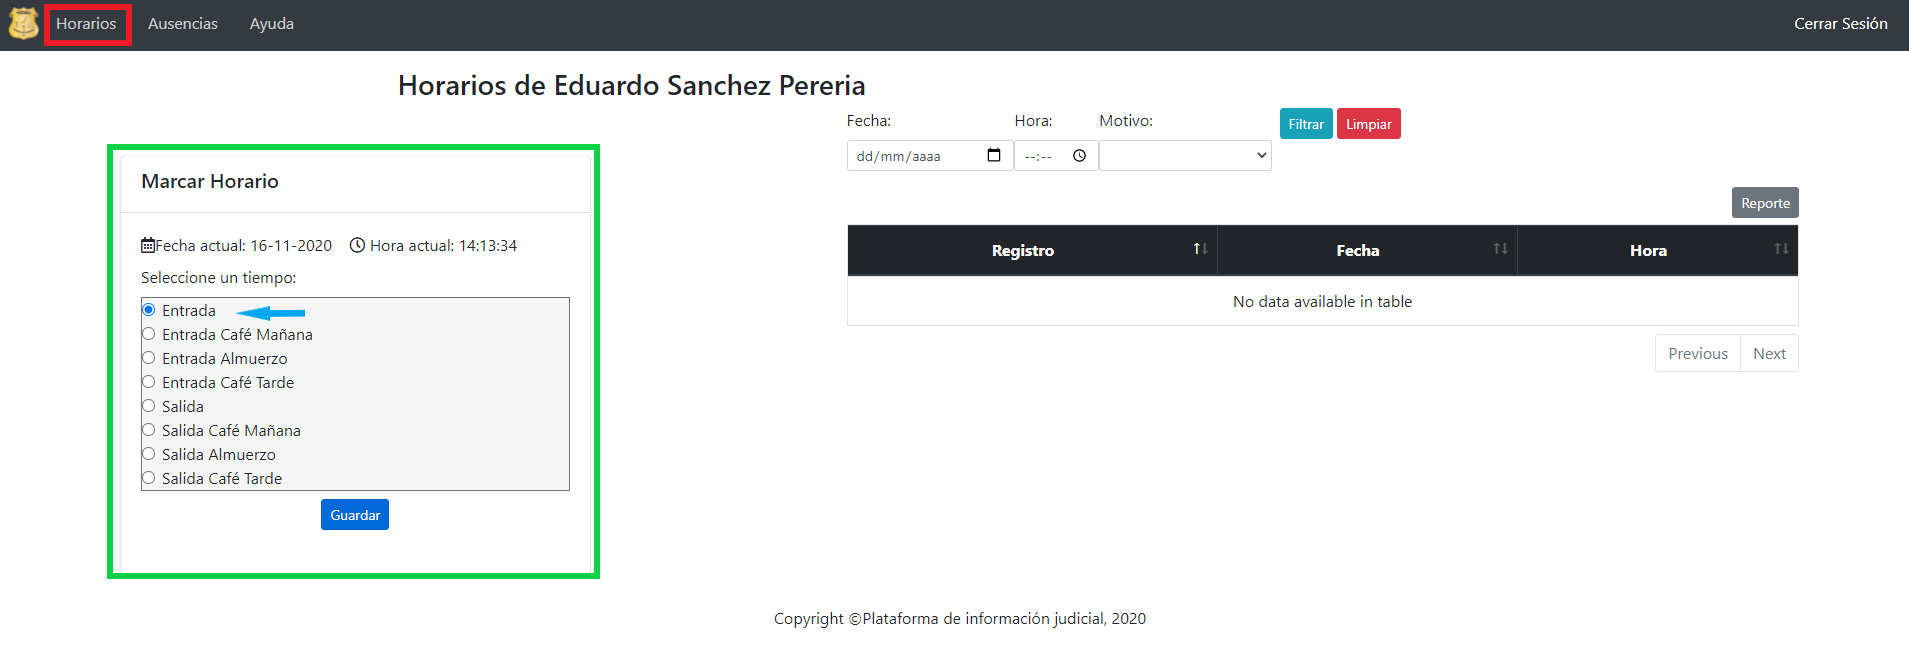 Horarios Ausencias Ayuda Cerrar Sesión
Horarios de Eduardo Sanchez Pereria
Fecha: Hora: Motivo: Filtrar Limpiar
dd/mm/aaaa --:--
Marcar Horario
Fecha actual: 16-11-2020 Hora actual: 14:13:34
Seleccione un tiempo:
Entrada
Entrada Café Mañana
Entrada Almuerzo
Entrada Café Tarde
Salida
Salida Café Mañana
Salida Almuerzo
Salida Café Tarde
Guardar
Reporte
Registro Fecha Hora
No data available in table
Previous Next
Copyright ©Plataforma de información judicial, 2020